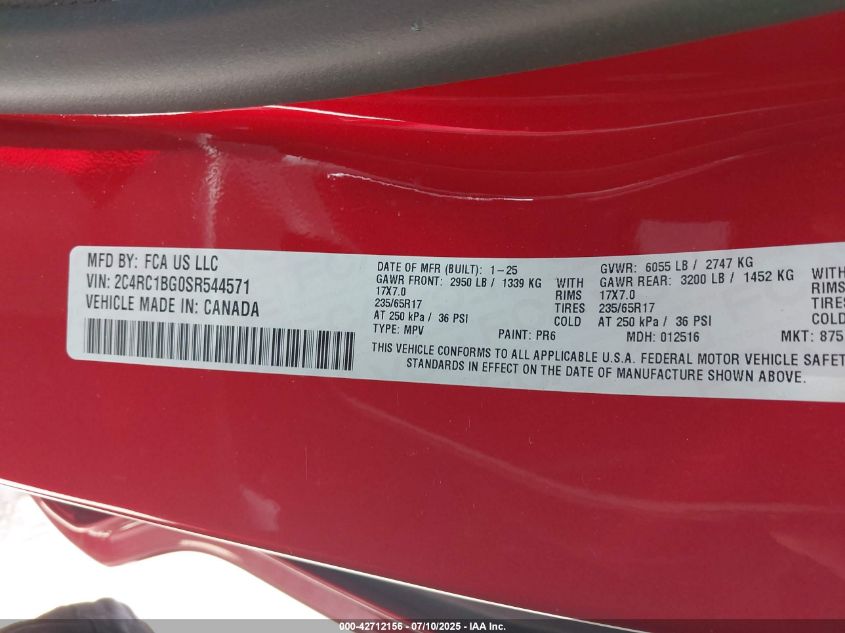 MFD BY: FCA US LLC
VIN: 2C4RC1BG0SR544571
VEHICLE MADE IN: CANADA
DATE OF MFR (BUILT): 1-25
GAWR FRONT: 2950 LB / 1339 KG WITH
17X7.0 RIMS
235/65R17 TIRES
AT 250 kPa / 36 PSI COLD
TYPE: MPV PAINT: PR6
GVWR: 6055 LB / 2747 KG
GAWR REAR: 3200 LB / 1452 KG WITH
17X7.0 RIMS
235/65R17 TIRES
AT 250 kPa / 36 PSI COLD
MDH: 012516 MKT: 875
THIS VEHICLE CONFORMS TO ALL APPLICABLE U.S.A. FEDERAL MOTOR VEHICLE SAFET
STANDARDS IN EFFECT ON THE DATE OF MANUFACTURE SHOWN ABOVE.
000-42712156 - 07/10/2025 - IAA Inc.